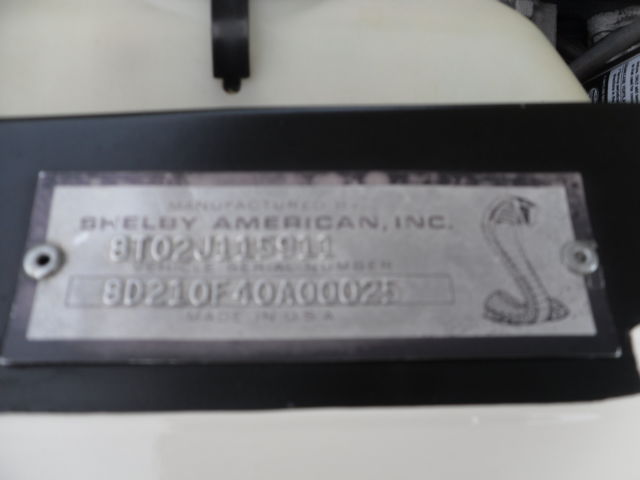 MANUFACTURED BY
SHELBY AMERICAN, INC.
8T02J115911
VEHICLE SERIAL NUMBER
8D210F40A00025
MADE IN U.S.A.